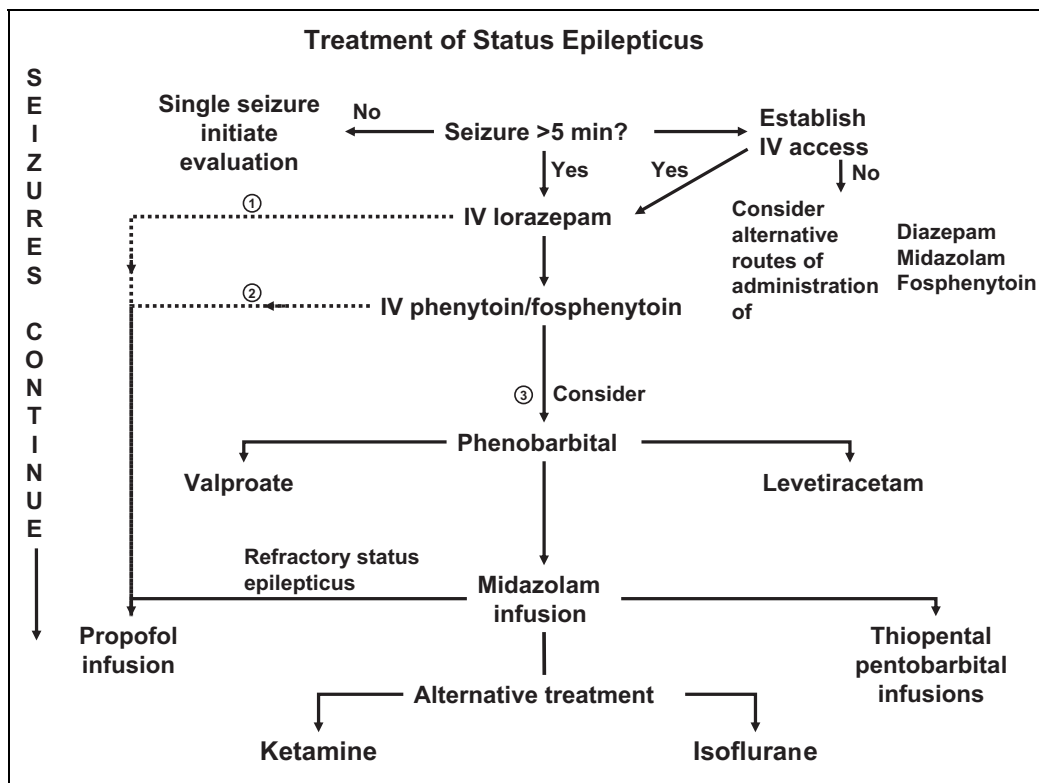 Treatment of Status Epilepticus
SEIZURES CONTINUE
Single seizure
initiate
evaluation
No
Seizure >5 min?
Establish
IV access
Yes
Yes
No
①
IV lorazepam
Consider
alternative
routes of
administration
of
Diazepam
Midazolam
Fosphenytoin
②
IV phenytoin/fosphenytoin
③ Consider
Phenobarbital
Valproate
Levetiracetam
Refractory status
epilepticus
Midazolam
infusion
Propofol
infusion
Thiopental
pentobarbital
infusions
Alternative treatment
Ketamine
Isoflurane